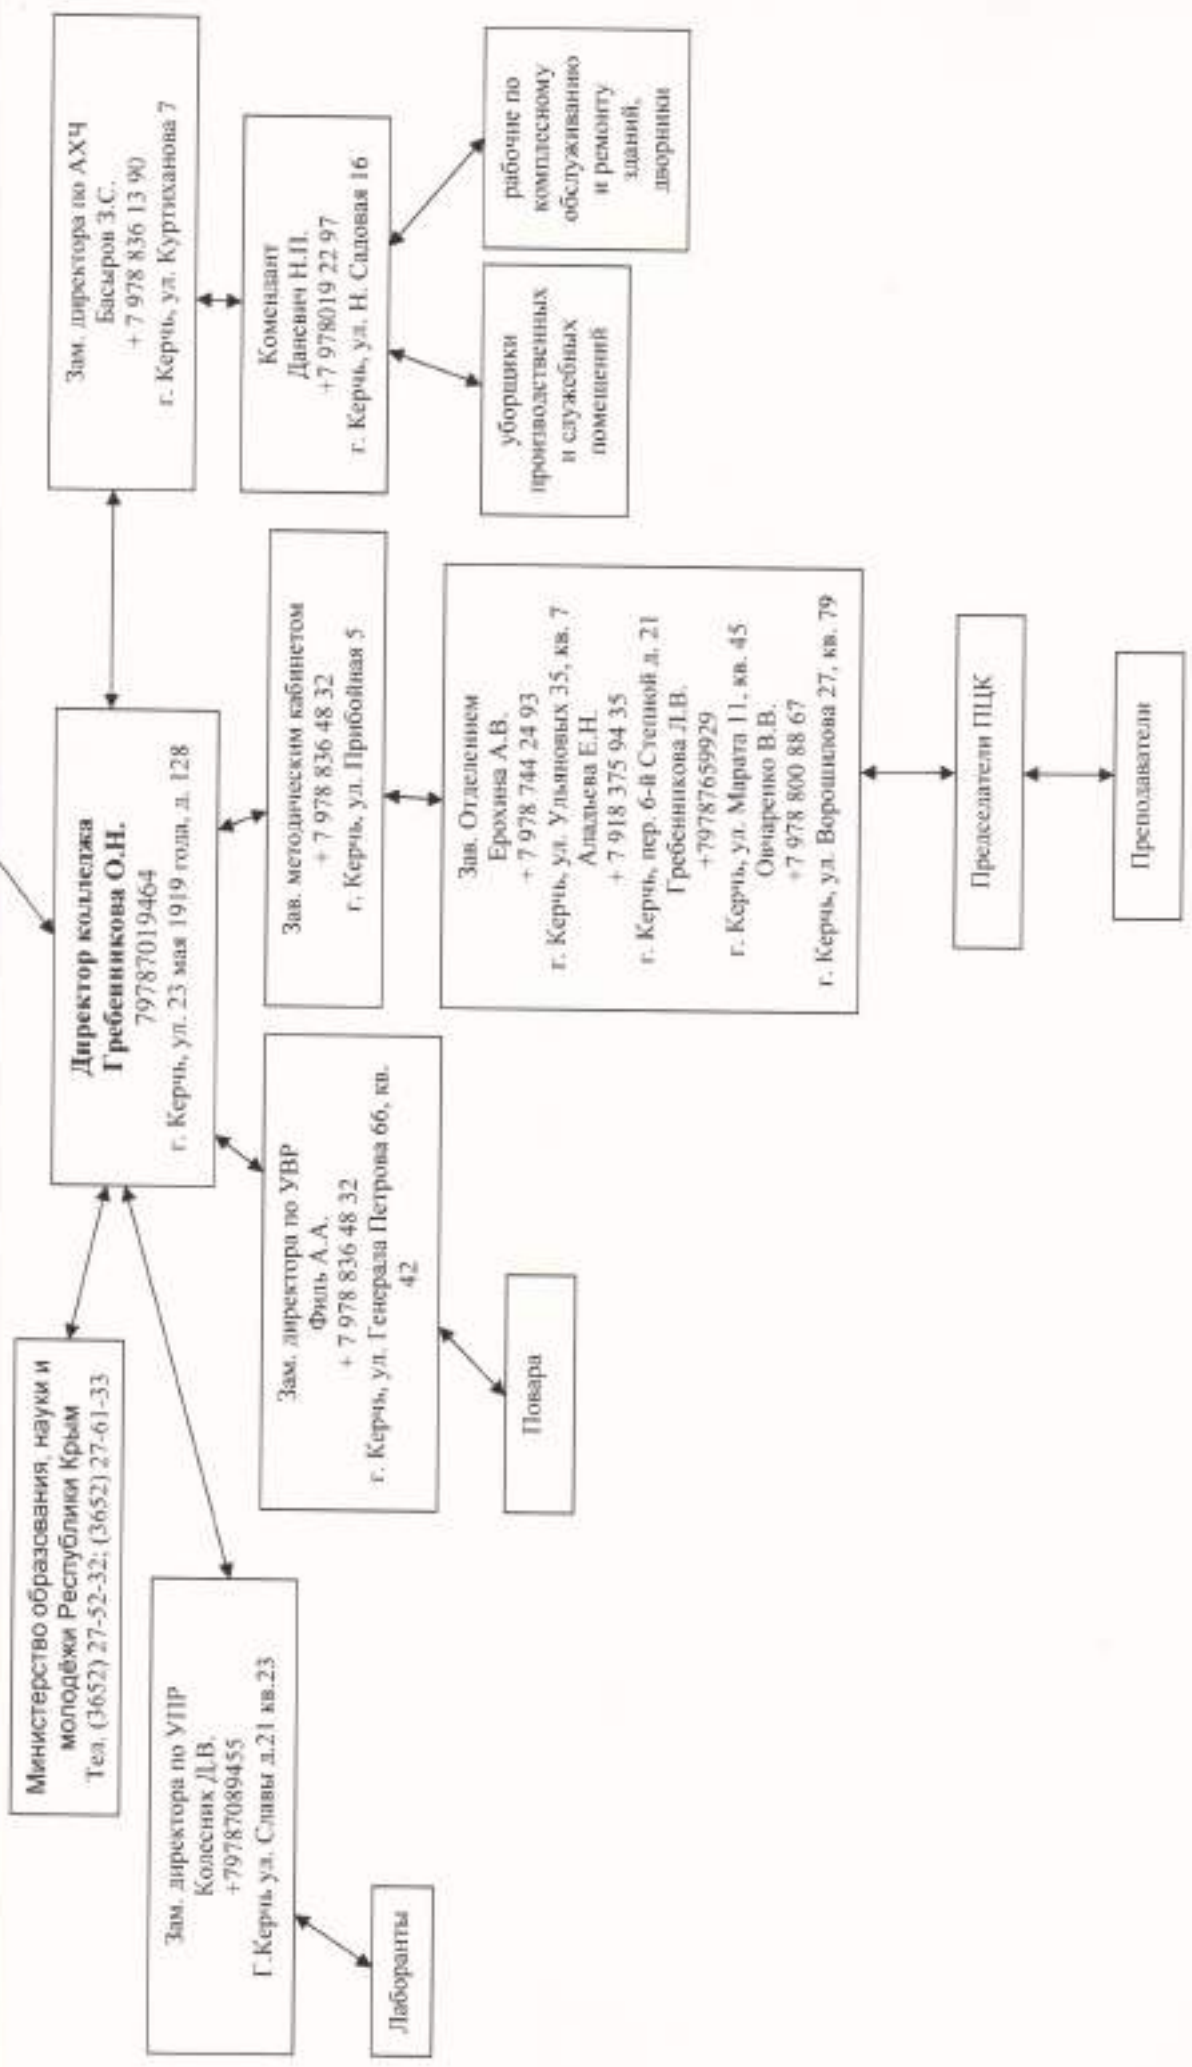 Министерство образования, науки и
молодёжи Республики Крым
Тел. (3652) 27-52-32; (3652) 27-61-33
Директор колледжа
Гребенникова О.Н.
79787019464
г. Керчь, ул. 23 мая 1919 года, д. 128
Зам. директора по АХЧ
Басыров З.С.
+ 7 978 836 13 90
г. Керчь, ул. Куртиханова 7
Зам. директора по УПР
Колесник Д.В.
+79787089455
Г.Керчь ул. Славы д.21 кв.23
Зам. директора по УВР
Филь А.А.
+ 7 978 836 48 32
г. Керчь, ул. Генерала Петрова 66, кв.
42
Зав. методическим кабинетом
+ 7 978 836 48 32
г. Керчь, ул. Прибойная 5
Комендант
Даневич Н.П.
+7 978019 22 97
г. Керчь, ул. Н. Садовая 16
Лаборанты
Повара
Зав. Отделением
Ерохина А.В.
+ 7 978 744 24 93
г. Керчь, ул. Ульяновых 35, кв. 7
Аладьева Е.Н.
+ 7 918 375 94 35
г. Керчь, пер. 6-й Степной д. 21
Гребенникова Л.В.
+79787659929
г. Керчь, ул. Марата 11, кв. 45
Овчаренко В.В.
+7 978 800 88 67
г. Керчь, ул. Ворошилова 27, кв. 79
уборщики
производственных
и служебных
помещений
рабочие по
комплесному
обслуживанию
и ремонту
зданий,
дворники
Председатели ПЦК
Преподаватели